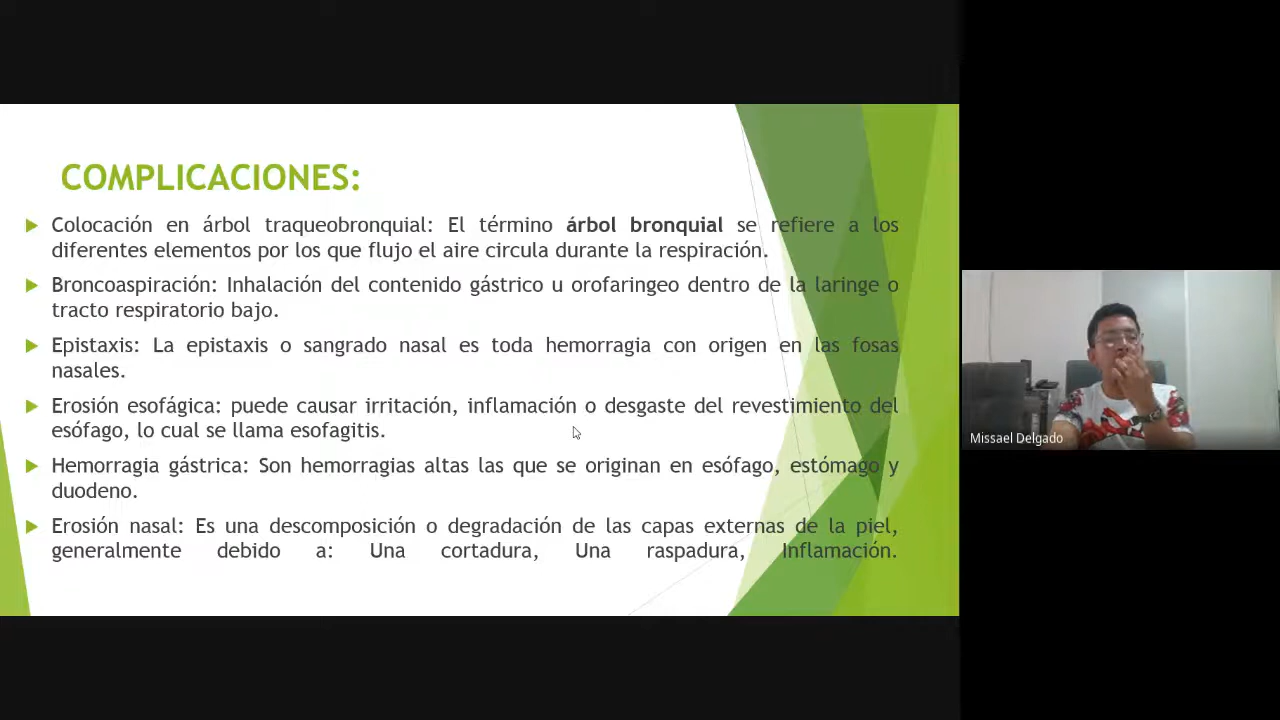 COMPLICACIONES:
Colocación en árbol traqueobronquial: El término árbol bronquial se refiere a los
diferentes elementos por los que flujo el aire circula durante la respiración.
Broncoaspiración: Inhalación del contenido gástrico u orofaringeo dentro de la laringe o
tracto respiratorio bajo.
Epistaxis: La epistaxis o sangrado nasal es toda hemorragia con origen en las fosas
nasales.
Erosión esofágica: puede causar irritación, inflamación o desgaste del revestimiento del
esófago, lo cual se llama esofagitis.
Hemorragia gástrica: Son hemorragias altas las que se originan en esófago, estómago y
duodeno.
Erosión nasal: Es una descomposición o degradación de las capas externas de la piel,
generalmente debido a: Una cortadura, Una raspadura, Inflamación.
Missael Delgado